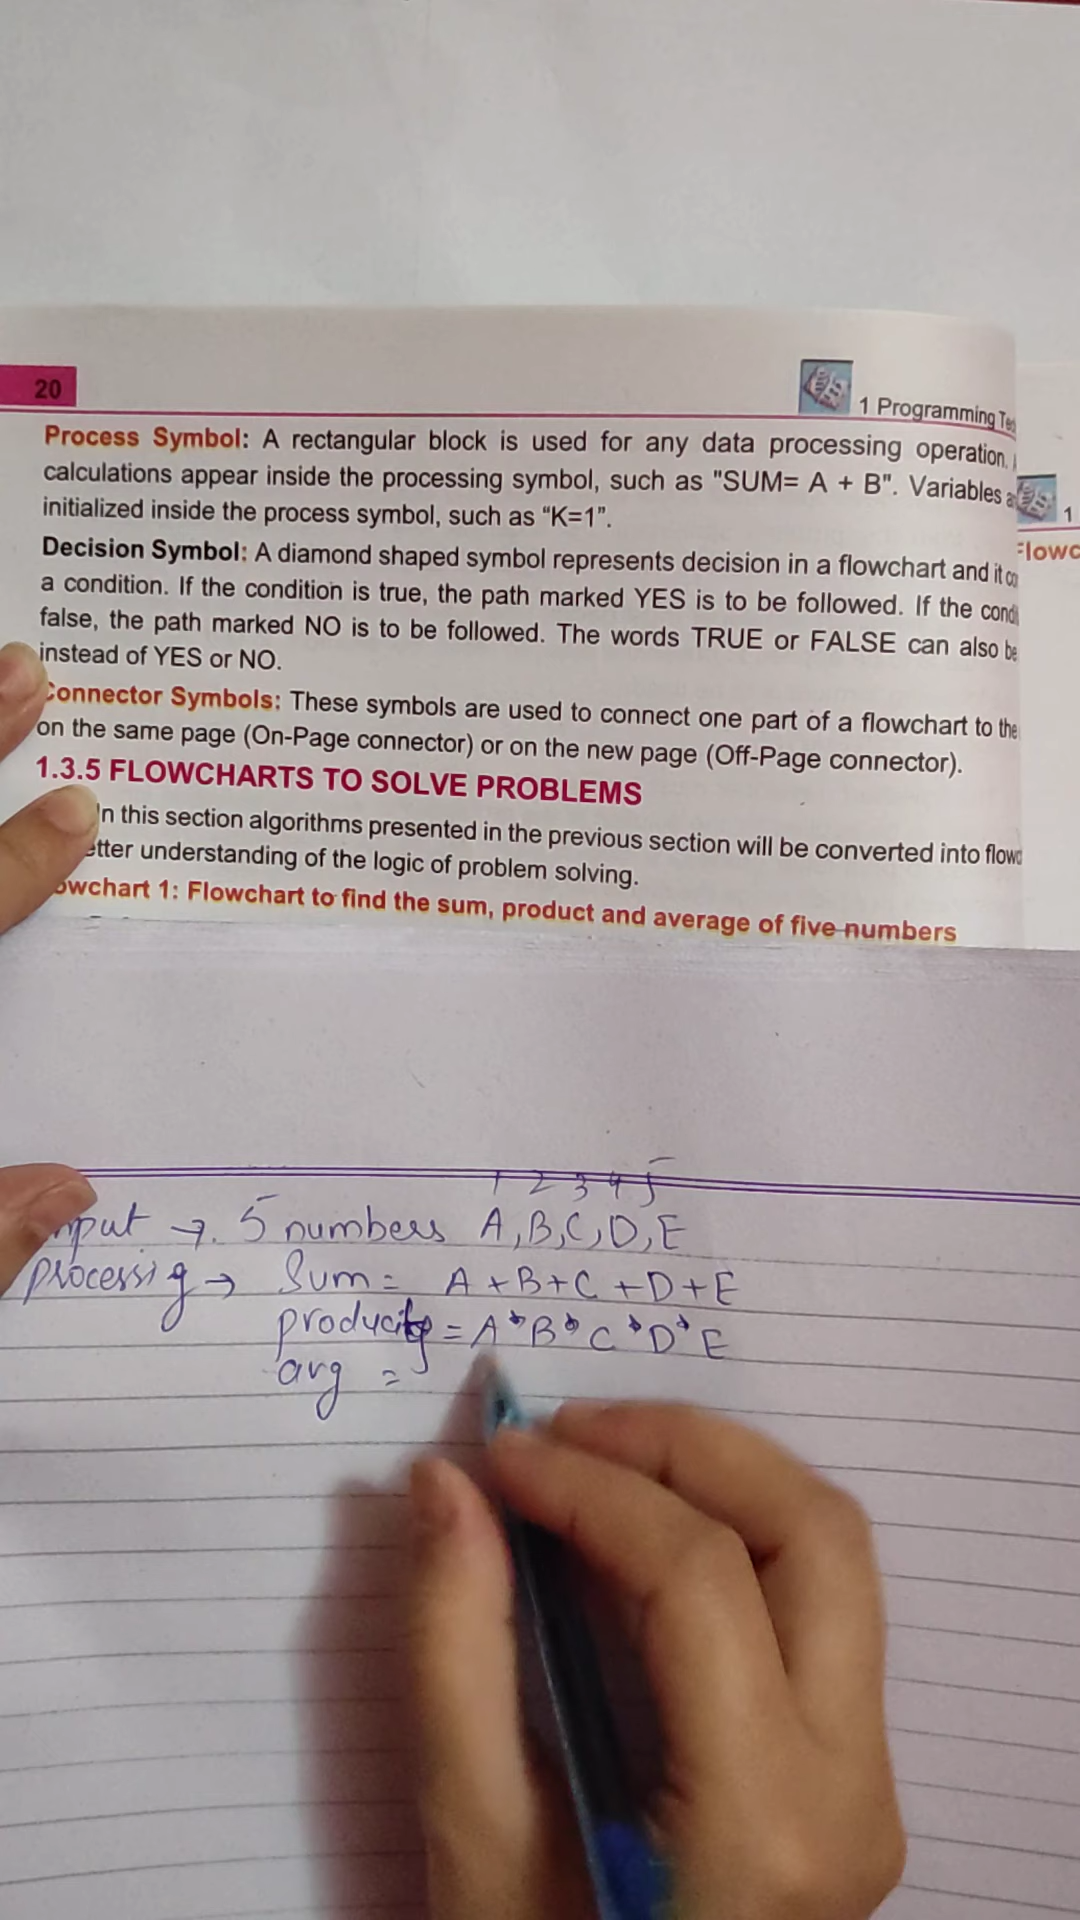 20
1 Programming
Process Symbol: A rectangular block is used for any data processing operation.
calculations appear inside the processing symbol, such as "SUM= A + B". Variables
1
initialized inside the process symbol, such as “K=1”.
Decision Symbol: A diamond shaped symbol represents decision in a flowchart and it
a condition. If the condition is true, the path marked YES is to be followed. If the
false, the path marked NO is to be followed. The words TRUE or FALSE can also be
instead of YES or NO.
Connector Symbols: These symbols are used to connect one part of a flowchart to the
on the same page (On-Page connector) or on the new page (Off-Page connector).
1.3.5 FLOWCHARTS TO SOLVE PROBLEMS
In this section algorithms presented in the previous section will be converted into
understanding of the logic of problem solving.
1: Flowchart to find the sum, product and average of five numbers
1 2 3 4 5
→ 5 numbers A, B, C, D, E
processig → Sum = A + B + C + D + E
= A * B * C * D * E
avg =